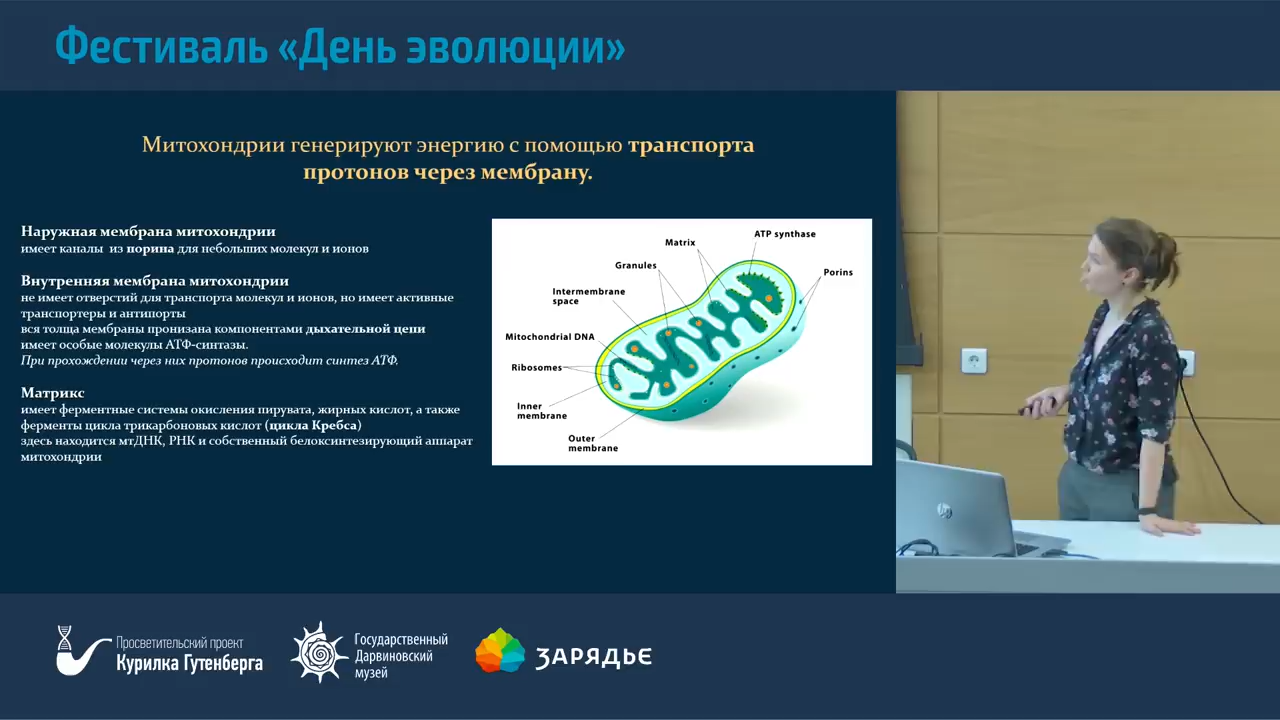 Фестиваль «День эволюции»
Митохондрии генерируют энергию с помощью транспорта
протонов через мембрану.
Наружная мембрана митохондрии
имеет каналы из порина для небольших молекул и ионов
Внутренняя мембрана митохондрии
не имеет отверстий для транспорта молекул и ионов, но имеет активные
транспортеры и антипорты
вся толща мембраны пронизана компонентами дыхательной цепи
имеет особые молекулы АТФ-синтазы.
При прохождении через них протонов происходит синтез АТФ.
Матрикс
имеет ферментные системы окисления пирувата, жирных кислот, а также
ферменты цикла трикарбоновых кислот (цикла Кребса)
здесь находится мтДНК, РНК и собственный белоксинтезирующий аппарат
митохондрии
ATP synthase
Matrix
Granules
Porins
Intermembrane
space
Mitochondrial DNA
Ribosomes
Inner
membrane
Outer
membrane
hp
Просветительский проект
Курилка Гутенберга
Государственный
Дарвиновский
музей
ЗАРЯДЬЕ